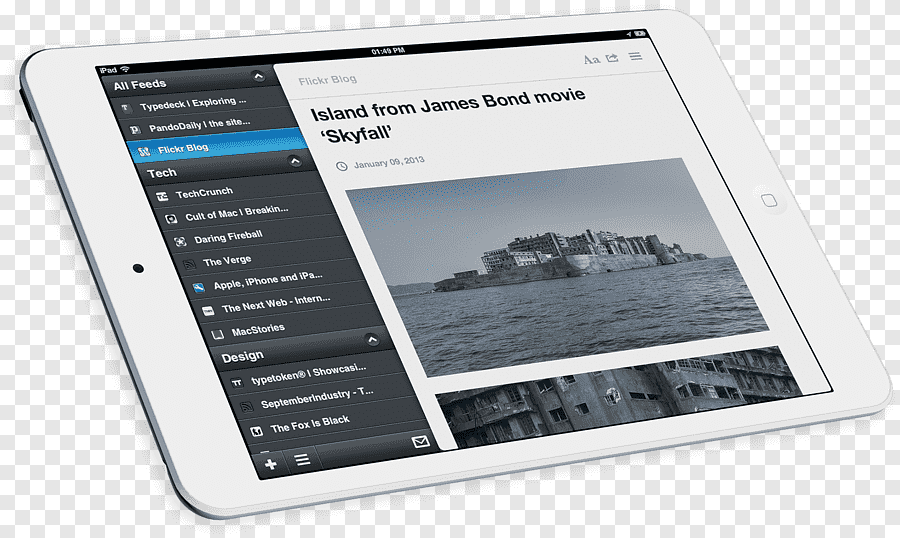 iPad
01:49 PM
All Feeds
Typedeck | Exploring ...
PandoDaily | the site...
Flickr Blog
Tech
TechCrunch
Cult of Mac | Breakin...
Daring Fireball
The Verge
Apple, iPhone and iPa...
The Next Web - Intern...
MacStories
Design
typetoken® | Showcasi...
SeptemberIndustry - T...
The Fox Is Black
Flickr Blog
Aa
Island from James Bond movie
‘Skyfall’
January 09, 2013